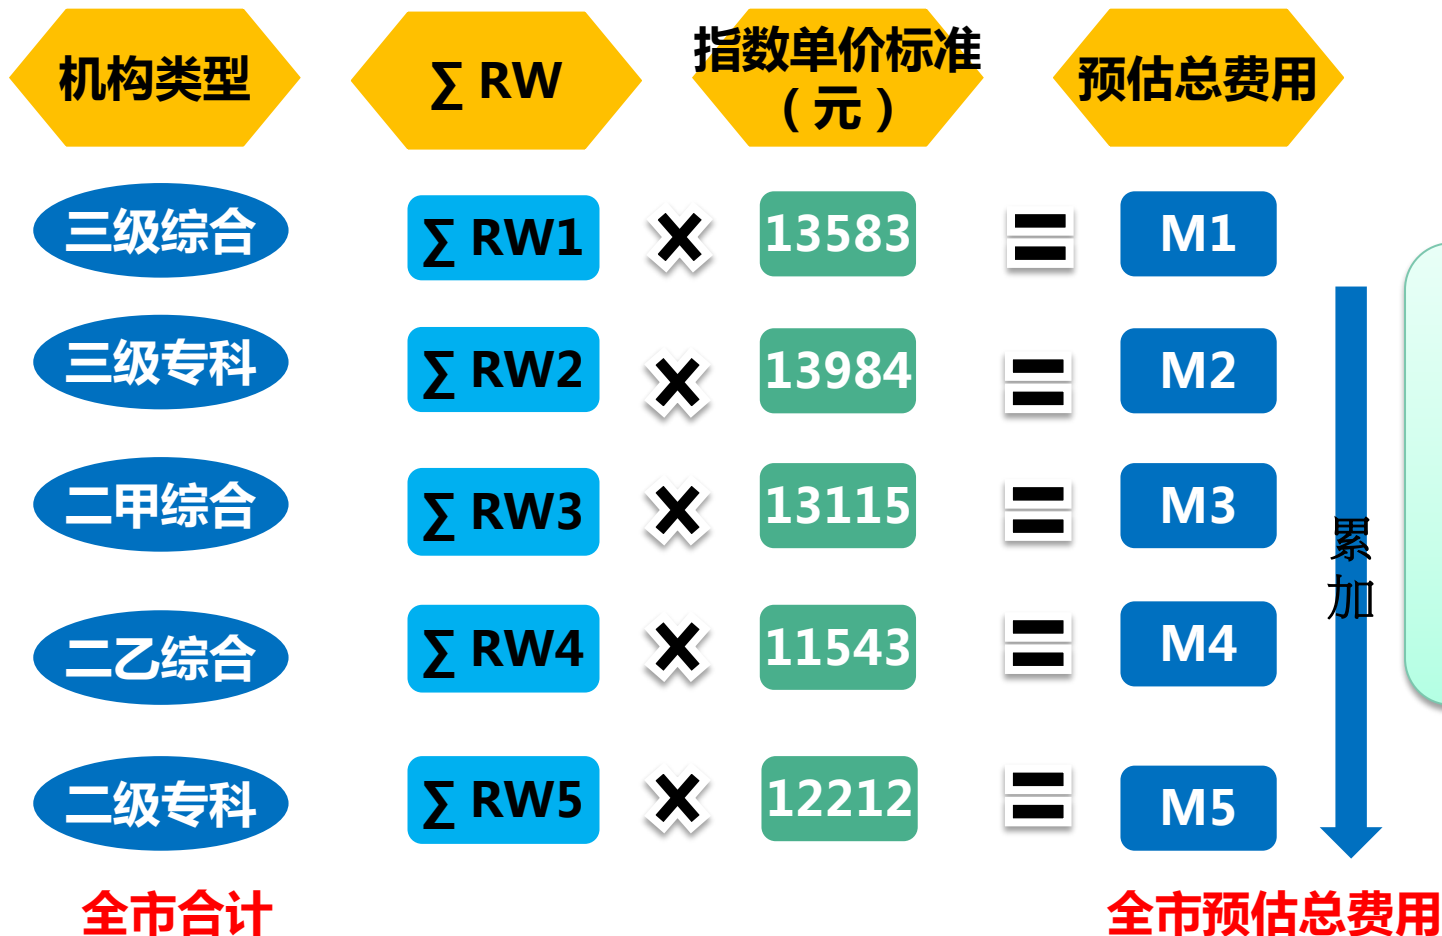 机构类型
∑ RW
指数单价标准
（元）
预估总费用
三级综合
∑ RW1
×
13583
=
M1
三级专科
∑ RW2
×
13984
=
M2
二甲综合
∑ RW3
×
13115
=
M3
二乙综合
∑ RW4
×
11543
=
M4
二级专科
∑ RW5
×
12212
=
M5
累
加
全市合计
全市预估总费用